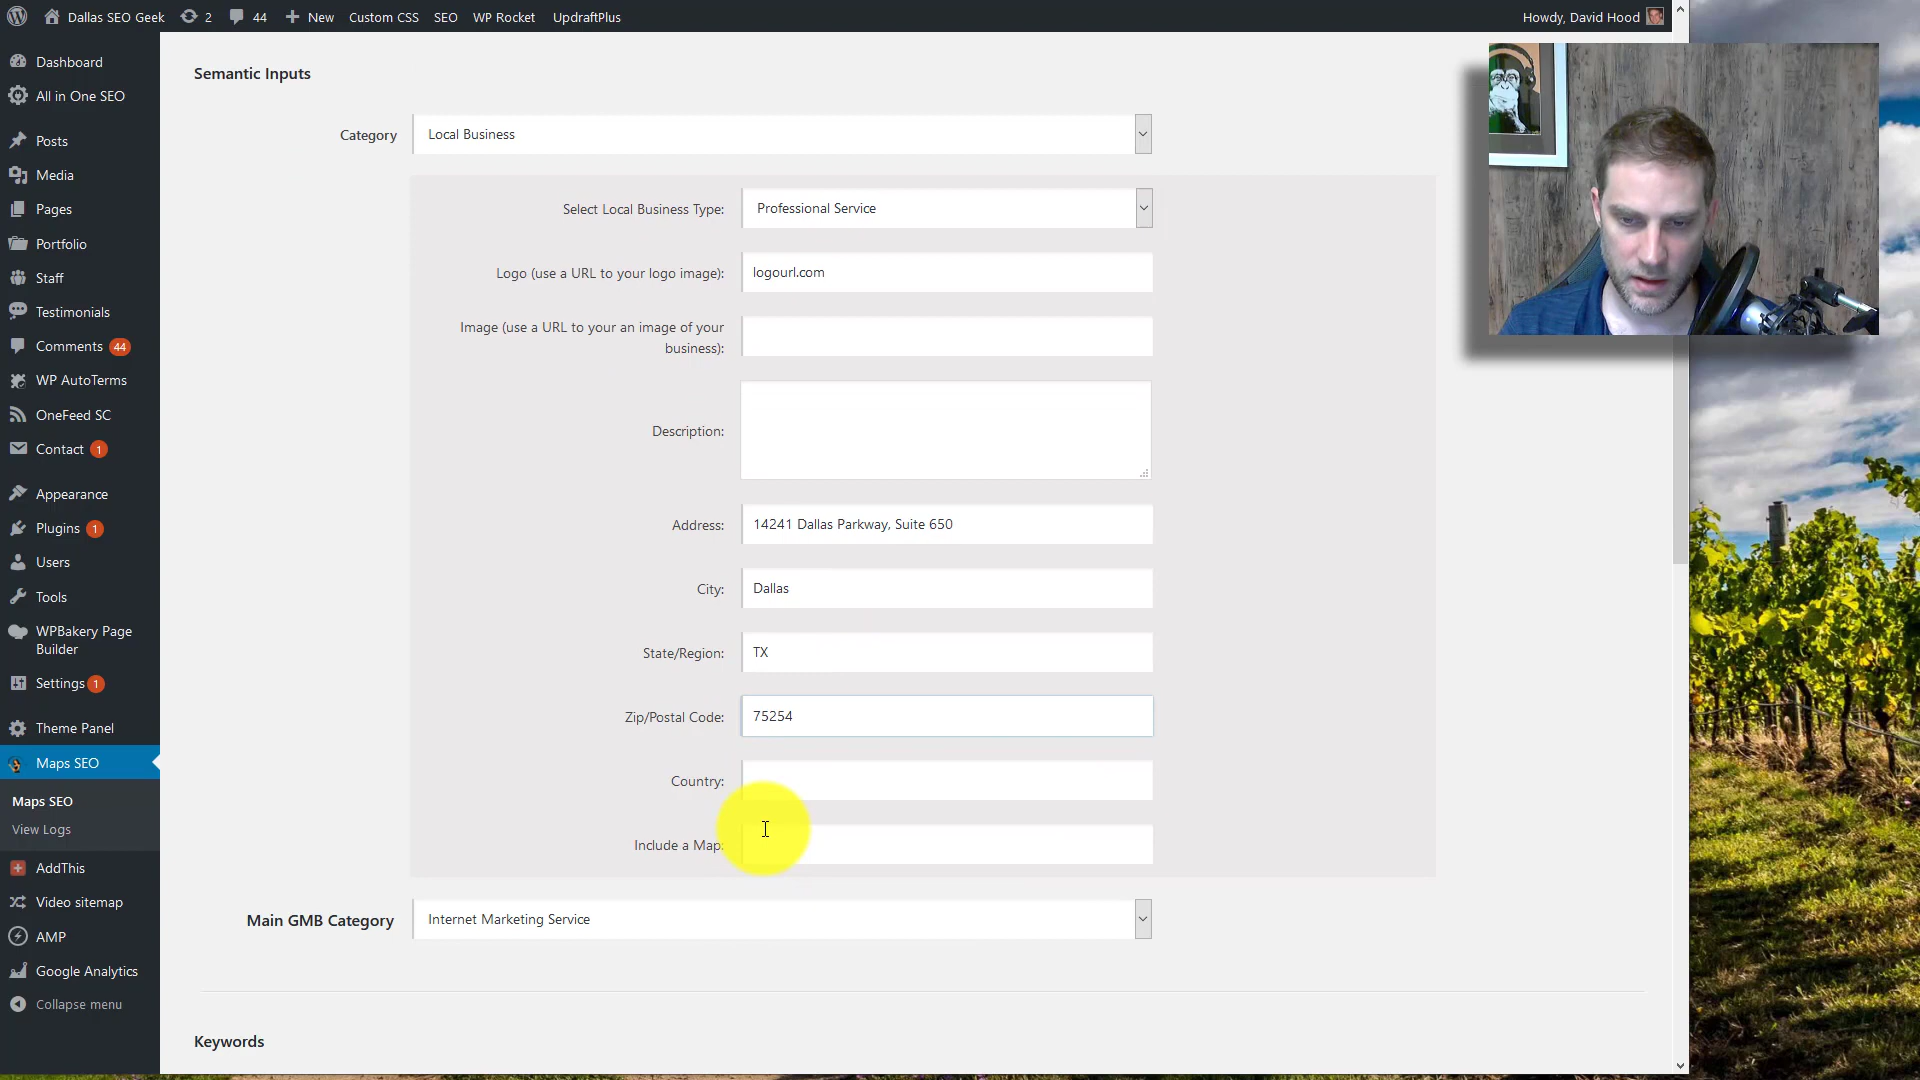 Dallas SEO Geek 2 44 New Custom CSS SEO WP Rocket UpdraftPlus Howdy, David Hood
Dashboard
All in One SEO
Posts
Media
Pages
Portfolio
Staff
Testimonials
Comments 44
WP AutoTerms
OneFeed SC
Contact 1
Appearance
Plugins 1
Users
Tools
WPBakery Page
Builder
Settings 1
Theme Panel
Maps SEO
Maps SEO
View Logs
AddThis
Video sitemap
AMP
Google Analytics
Collapse menu
Semantic Inputs
Category Local Business
Select Local Business Type: Professional Service
Logo (use a URL to your logo image): logourl.com
Image (use a URL to your an image of your
business):
Description:
Address: 14241 Dallas Parkway, Suite 650
City: Dallas
State/Region: TX
Zip/Postal Code: 75254
Country:
Include a Map:
Main GMB Category Internet Marketing Service
Keywords